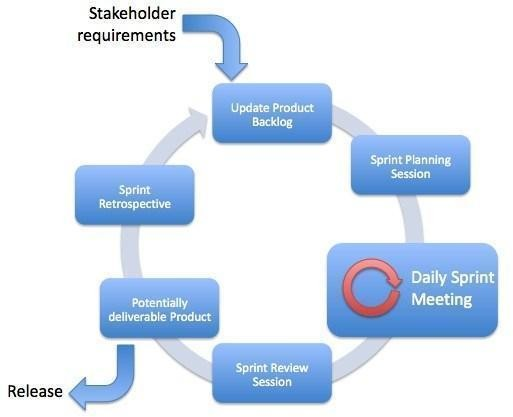 Stakeholder
requirements
Update Product
Backlog
Sprint Planning
Session
Daily Sprint
Meeting
Sprint Review
Session
Potentially
deliverable Product
Release
Sprint
Retrospective